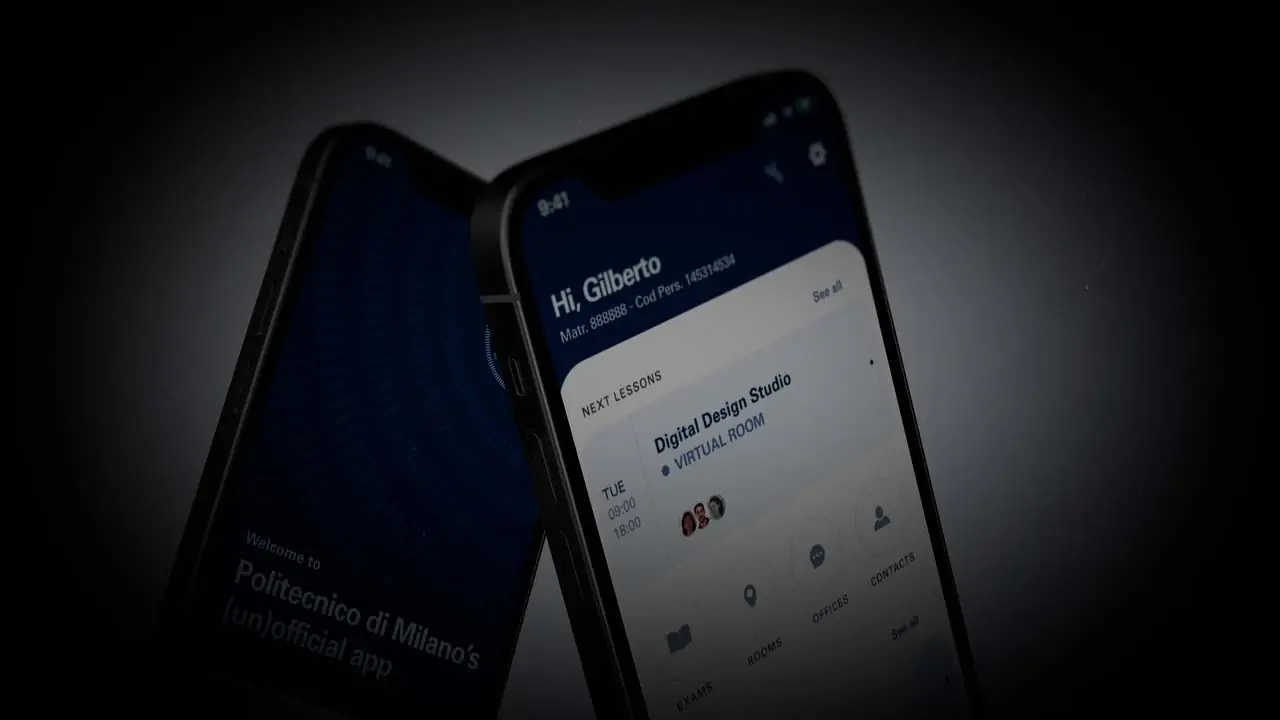 9:41
Welcome to
Politecnico di Milano's
(un)official app
9:41
Hi, Gilberto
Matr. 888888 - Cod Pers. 145314534
NEXT LESSONS
See all
TUE
09:00
18:00
Digital Design Studio
VIRTUAL ROOM
EXAMS
ROOMS
OFFICES
CONTACTS
See all